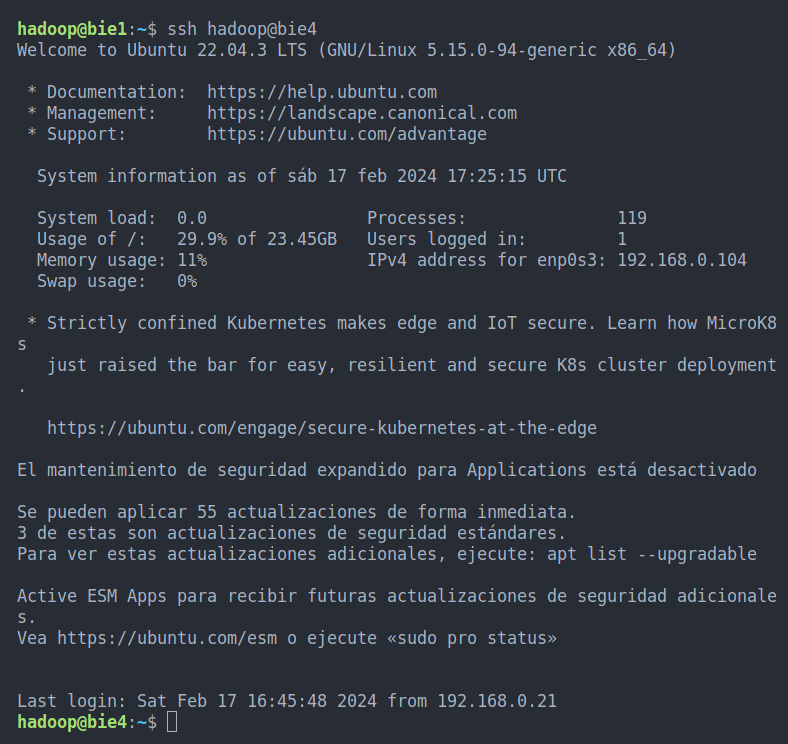 hadoop@bie1:~$ ssh hadoop@bie4
Welcome to Ubuntu 22.04.3 LTS (GNU/Linux 5.15.0-94-generic x86_64)

 * Documentation:  https://help.ubuntu.com
 * Management:     https://landscape.canonical.com
 * Support:        https://ubuntu.com/advantage

  System information as of sáb 17 feb 2024 17:25:15 UTC

  System load:  0.0                Processes:               119
  Usage of /:   29.9% of 23.45GB   Users logged in:         1
  Memory usage: 11%                IPv4 address for enp0s3: 192.168.0.104
  Swap usage:   0%

 * Strictly confined Kubernetes makes edge and IoT secure. Learn how MicroK8
s
   just raised the bar for easy, resilient and secure K8s cluster deployment
.

   https://ubuntu.com/engage/secure-kubernetes-at-the-edge

El mantenimiento de seguridad expandido para Applications está desactivado

Se pueden aplicar 55 actualizaciones de forma inmediata.
3 de estas son actualizaciones de seguridad estándares.
Para ver estas actualizaciones adicionales, ejecute: apt list --upgradable

Active ESM Apps para recibir futuras actualizaciones de seguridad adicionale
s.
Vea https://ubuntu.com/esm o ejecute «sudo pro status»


Last login: Sat Feb 17 16:45:48 2024 from 192.168.0.21
hadoop@bie4:~$